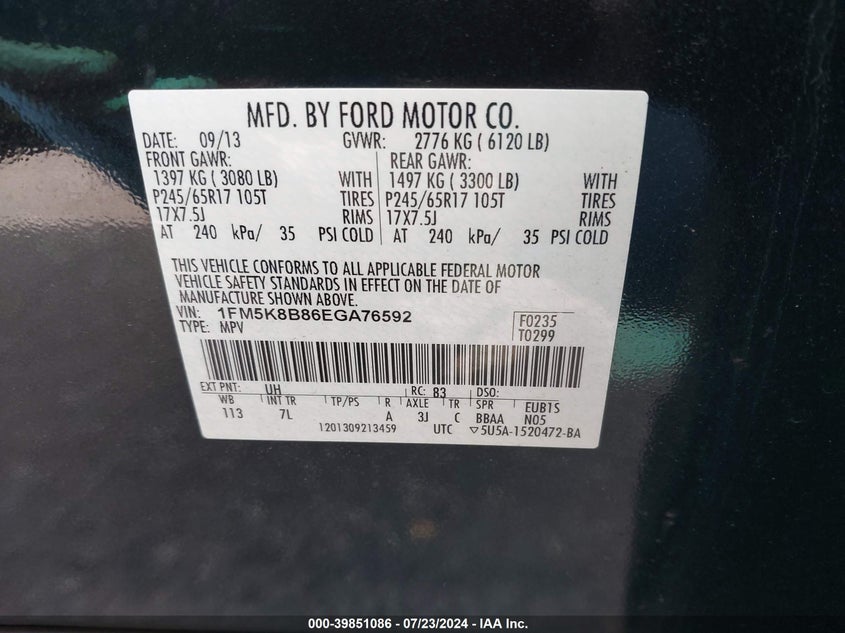 MFD. BY FORD MOTOR CO.
DATE: 09/13 GVWR: 2776 KG ( 6120 LB)
FRONT GAWR: REAR GAWR:
1397 KG ( 3080 LB) WITH 1497 KG ( 3300 LB) WITH
P245/65R17 105T TIRES P245/65R17 105T TIRES
17X7.5J RIMS 17X7.5J RIMS
AT 240 kPa/ 35 PSI COLD AT 240 kPa/ 35 PSI COLD
THIS VEHICLE CONFORMS TO ALL APPLICABLE FEDERAL MOTOR
VEHICLE SAFETY STANDARDS IN EFFECT ON THE DATE OF
MANUFACTURE SHOWN ABOVE.
VIN: 1FM5K8B86EGA76592 F0235
TYPE: MPV T0299
EXT PNT: UH RC: 83 DSO:
WB INT TR TP/PS R AXLE TR SPR EUBTS
113 7L A 3J C BBAA N05
1201309213459 UTC ▽5U5A-1520472-BA
000-39851086 - 07/23/2024 - IAA Inc.